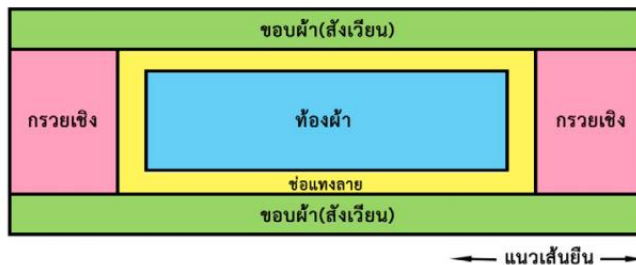 ขอบผ้า(สังเวียน)
กรวยเชิง
ท้องผ้า
กรวยเชิง
ช่อแทงลาย
ขอบผ้า(สังเวียน)
แนวเส้นยืน